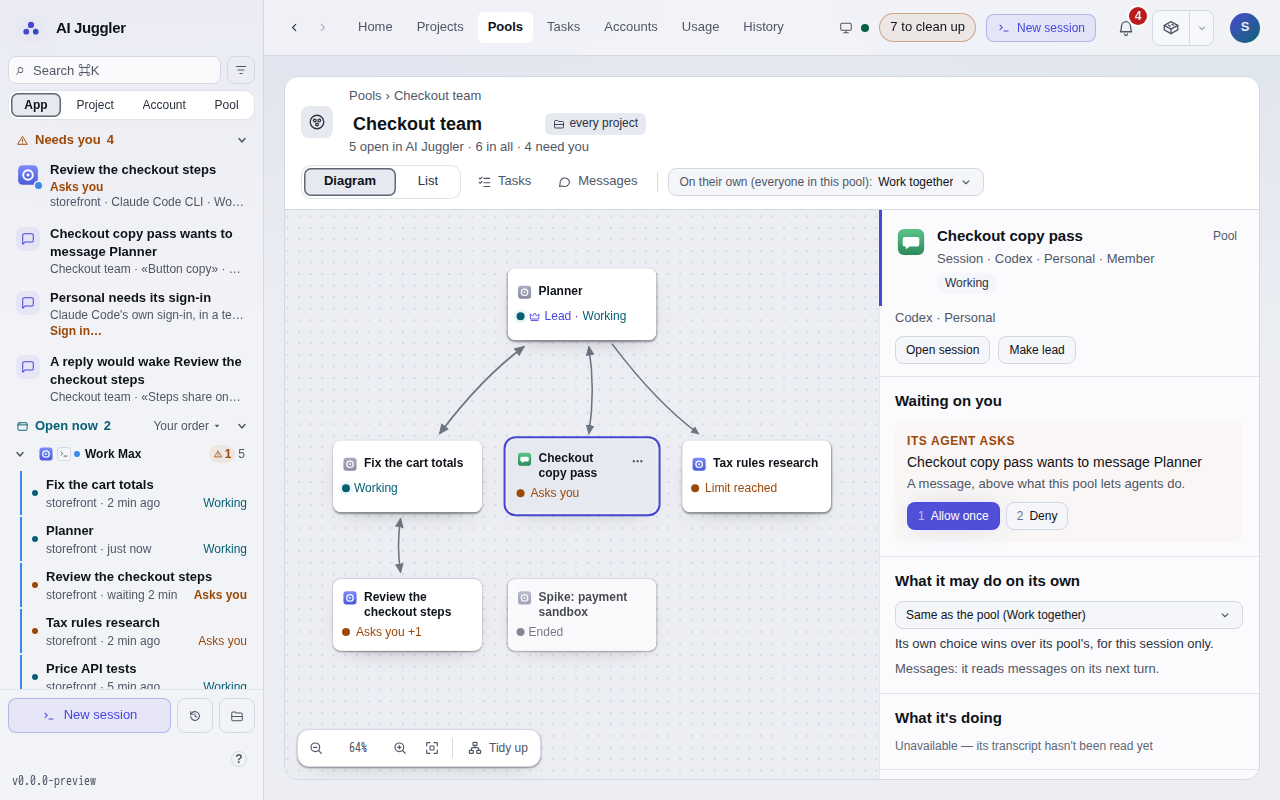 AI Juggler
Search ⌘K
App
Project
Account
Pool
Needs you 4
Review the checkout steps
Asks you
storefront · Claude Code CLI · Wo…
Checkout copy pass wants to
message Planner
Checkout team · «Button copy» · …
Personal needs its sign-in
Claude Code's own sign-in, in a te…
Sign in…
A reply would wake Review the
checkout steps
Checkout team · «Steps share on…
Open now 2
Your order
Work Max
1
5
Fix the cart totals
storefront · 2 min ago
Working
Planner
storefront · just now
Working
Review the checkout steps
storefront · waiting 2 min
Asks you
Tax rules research
storefront · 2 min ago
Asks you
Price API tests
storefront · 5 min ago
Working
New session
?
v0.0.0-preview
Home
Projects
Pools
Tasks
Accounts
Usage
History
7 to clean up
New session
4
S
Pools › Checkout team
Checkout team
every project
5 open in AI Juggler · 6 in all · 4 need you
Diagram
List
Tasks
Messages
On their own (everyone in this pool): Work together
Planner
Lead · Working
Fix the cart totals
Working
Checkout
copy pass
Asks you
Tax rules research
Limit reached
Review the
checkout steps
Asks you +1
Spike: payment
sandbox
Ended
64%
Tidy up
Checkout copy pass
Pool
Session · Codex · Personal · Member
Working
Codex · Personal
Open session
Make lead
Waiting on you
ITS AGENT ASKS
Checkout copy pass wants to message Planner
A message, above what this pool lets agents do.
1 Allow once
2 Deny
What it may do on its own
Same as the pool (Work together)
Its own choice wins over its pool's, for this session only.
Messages: it reads messages on its next turn.
What it's doing
Unavailable — its transcript hasn't been read yet